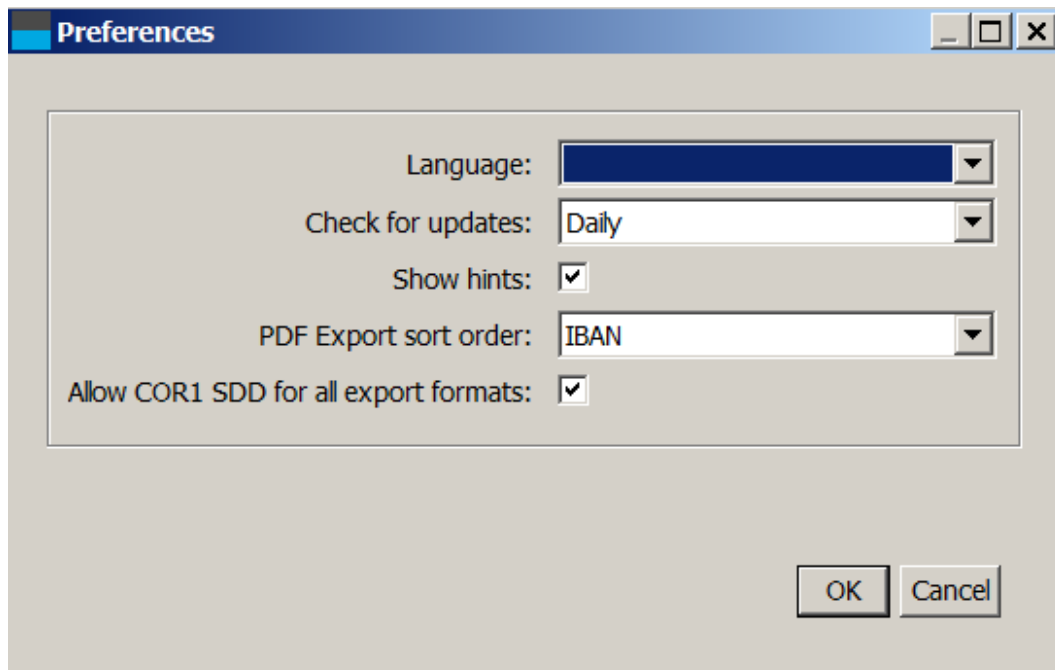 Preferences
Language:
Check for updates: Daily
Show hints:
PDF Export sort order: IBAN
Allow COR1 SDD for all export formats:
OK Cancel